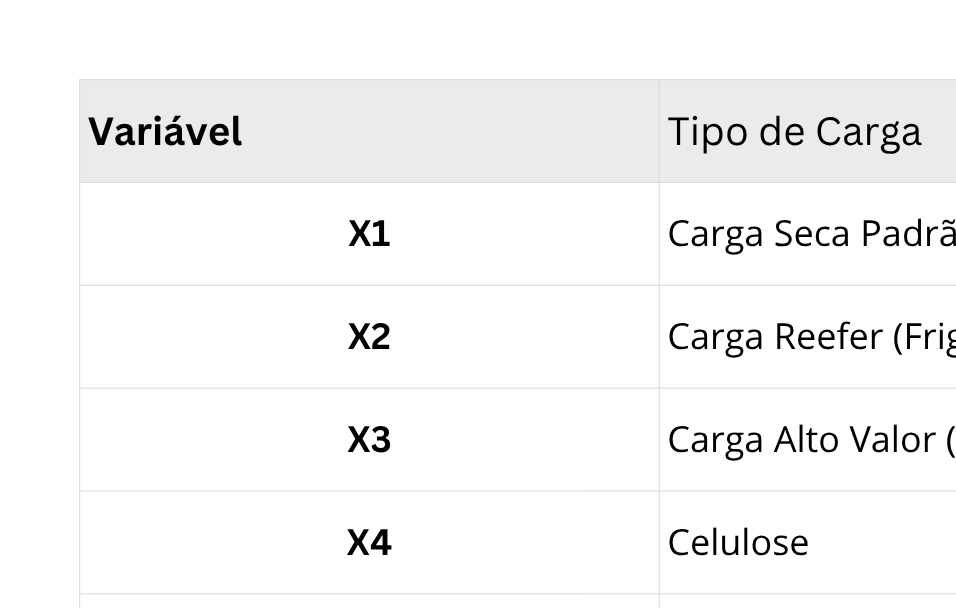 Variável Tipo de Carga
X1 Carga Seca
X2 Carga Reefer
X3 Carga Alto Valor (
X4 Celulose